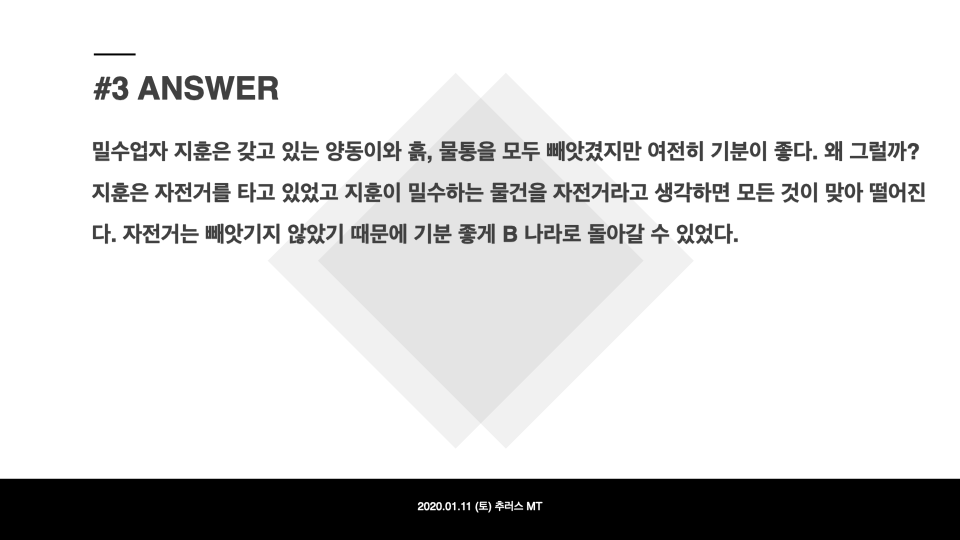 #3 ANSWER
밀수업자 지훈은 갖고 있는 양동이와 흙, 물통을 모두 빼앗겼지만 여전히 기분이 좋다. 왜 그럴까?
지훈은 자전거를 타고 있었고 지훈이 밀수하는 물건을 자전거라고 생각하면 모든 것이 맞아 떨어진
다. 자전거는 빼앗기지 않았기 때문에 기분 좋게 B 나라로 돌아갈 수 있었다.
2020.01.11 (토) 추러스 MT